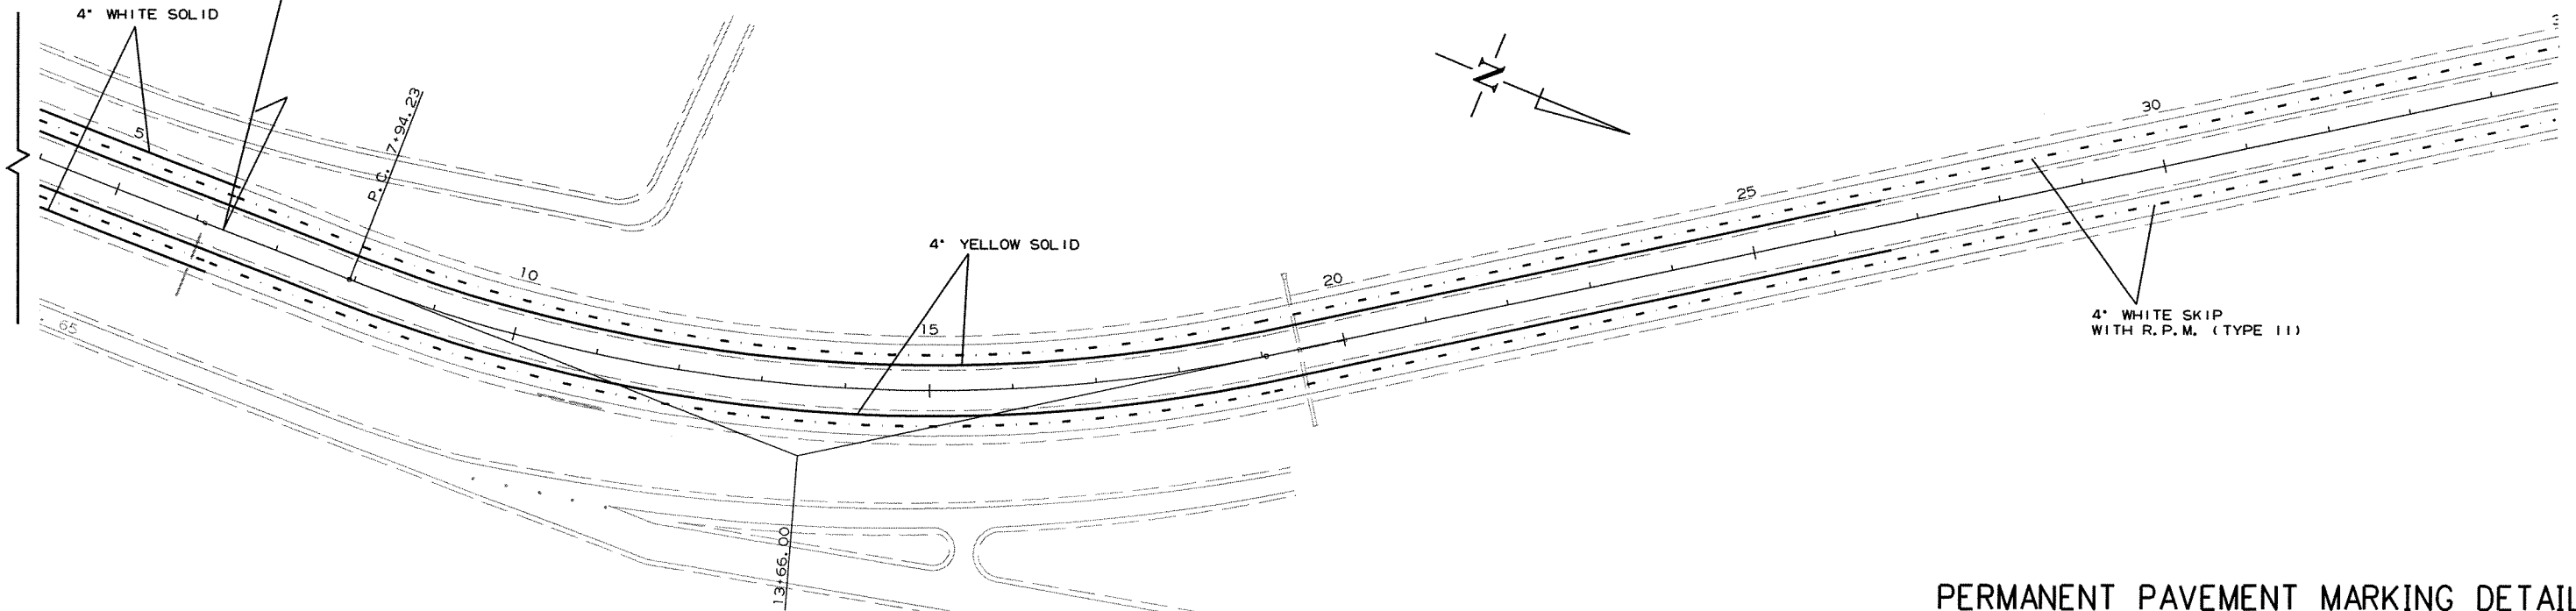 4" WHITE SOLID
N
5
P.C. 7+94.23
30
25
10
4" YELLOW SOLID
20
15
65
4" WHITE SKIP
WITH R.P.M. (TYPE II)
13+66.00
PERMANENT PAVEMENT MARKING DETAIL